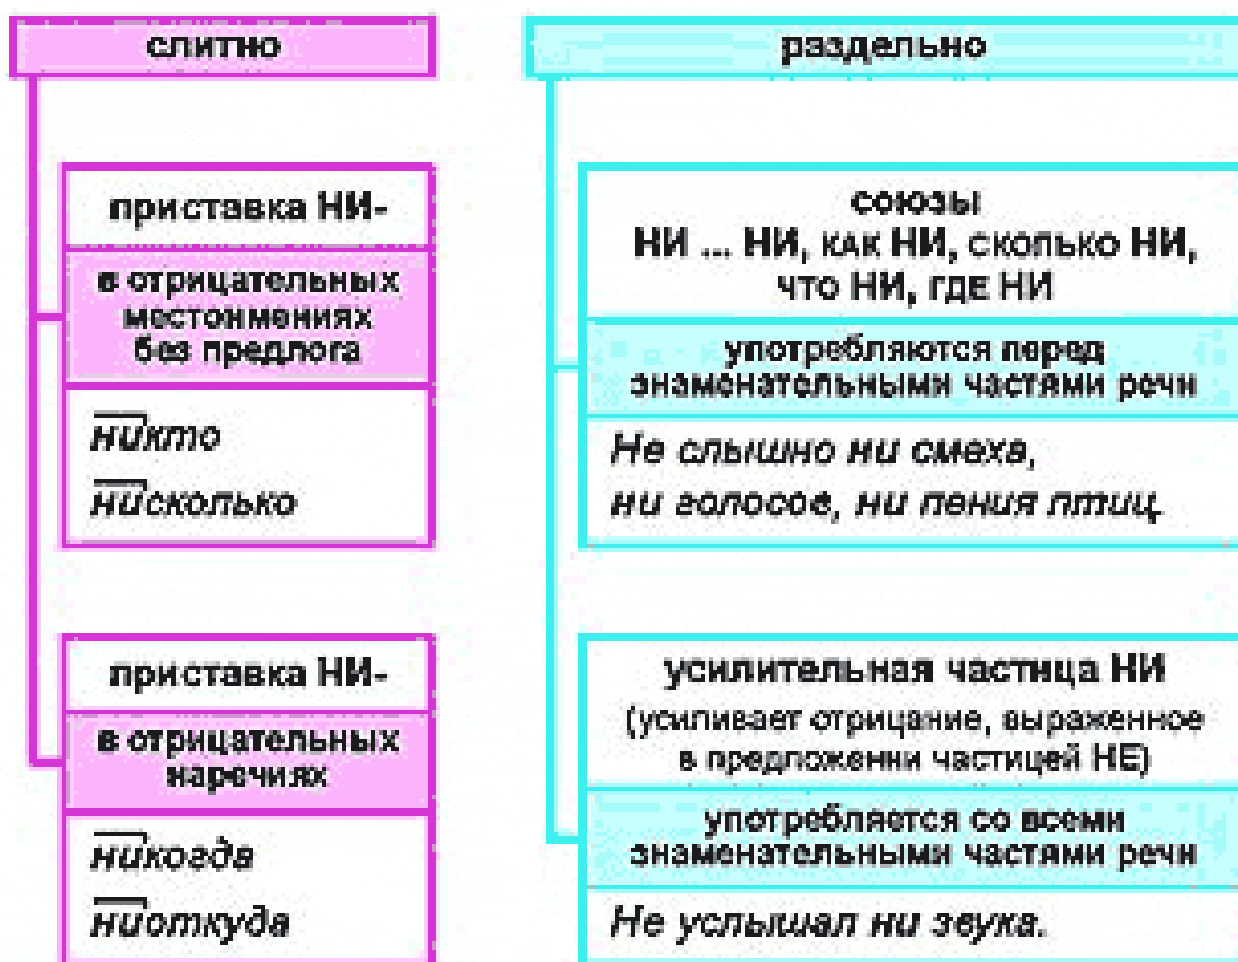 слитно
приставка НИ-
в отрицательных
местоимениях
без предлога
никто
нисколько
приставка НИ-
в отрицательных
наречиях
никогда
ниоткуда
раздельно
союзы
НИ ... НИ, КАК НИ, СКОЛЬКО НИ,
ЧТО НИ, ГДЕ НИ
употребляются перед
знаменательными частями речи
Не слышно ни смеха,
ни голосов, ни пения птиц.
усилительная частица НИ
(усиливает отрицание, выраженное
в предложении частицей НЕ)
употребляется со всеми
знаменательными частями речи
Не услышал ни звука.